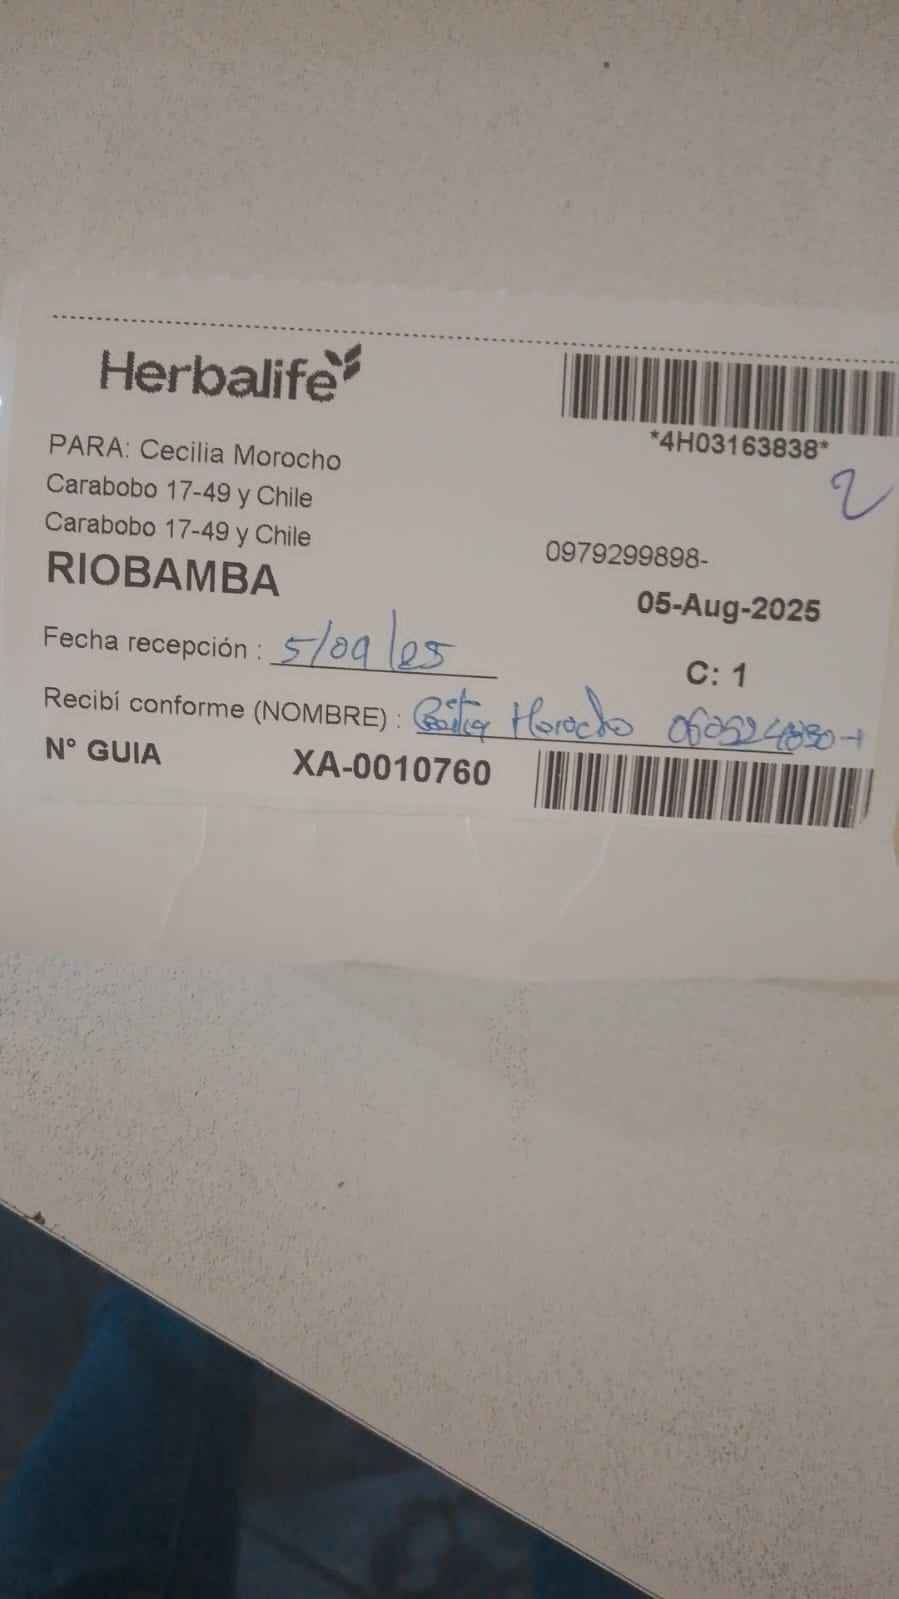 Herbalife
*4H03163838*
2
PARA: Cecilia Morocho
Carabobo 17-49 y Chile
Carabobo 17-49 y Chile
0979299898-
RIOBAMBA
05-Aug-2025
Fecha recepción : 5/09/25
C: 1
Recibí conforme (NOMBRE) : Morocho
N° GUIA XA-0010760